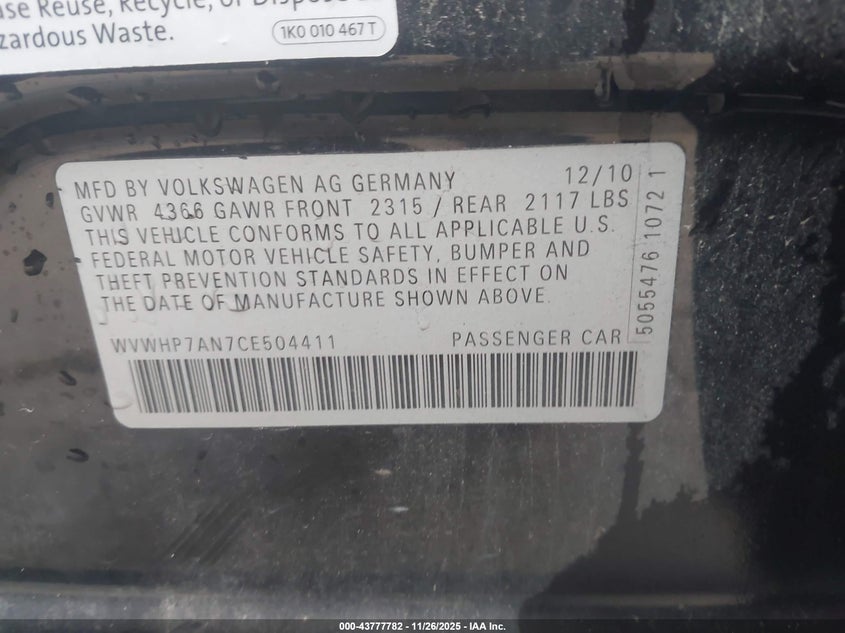 use Reuse, Recycle, or Dispose
azardous Waste.
1K0 010 467 T
MFD BY VOLKSWAGEN AG GERMANY 12/10
GVWR 4366 GAWR FRONT 2315 / REAR 2117 LBS
THIS VEHICLE CONFORMS TO ALL APPLICABLE U.S.
FEDERAL MOTOR VEHICLE SAFETY, BUMPER AND
THEFT PREVENTION STANDARDS IN EFFECT ON
THE DATE OF MANUFACTURE SHOWN ABOVE.
WVWHP7AN7CE504411 PASSENGER CAR
5055476 1072 1
000-43777782 - 11/26/2025 - IAA Inc.